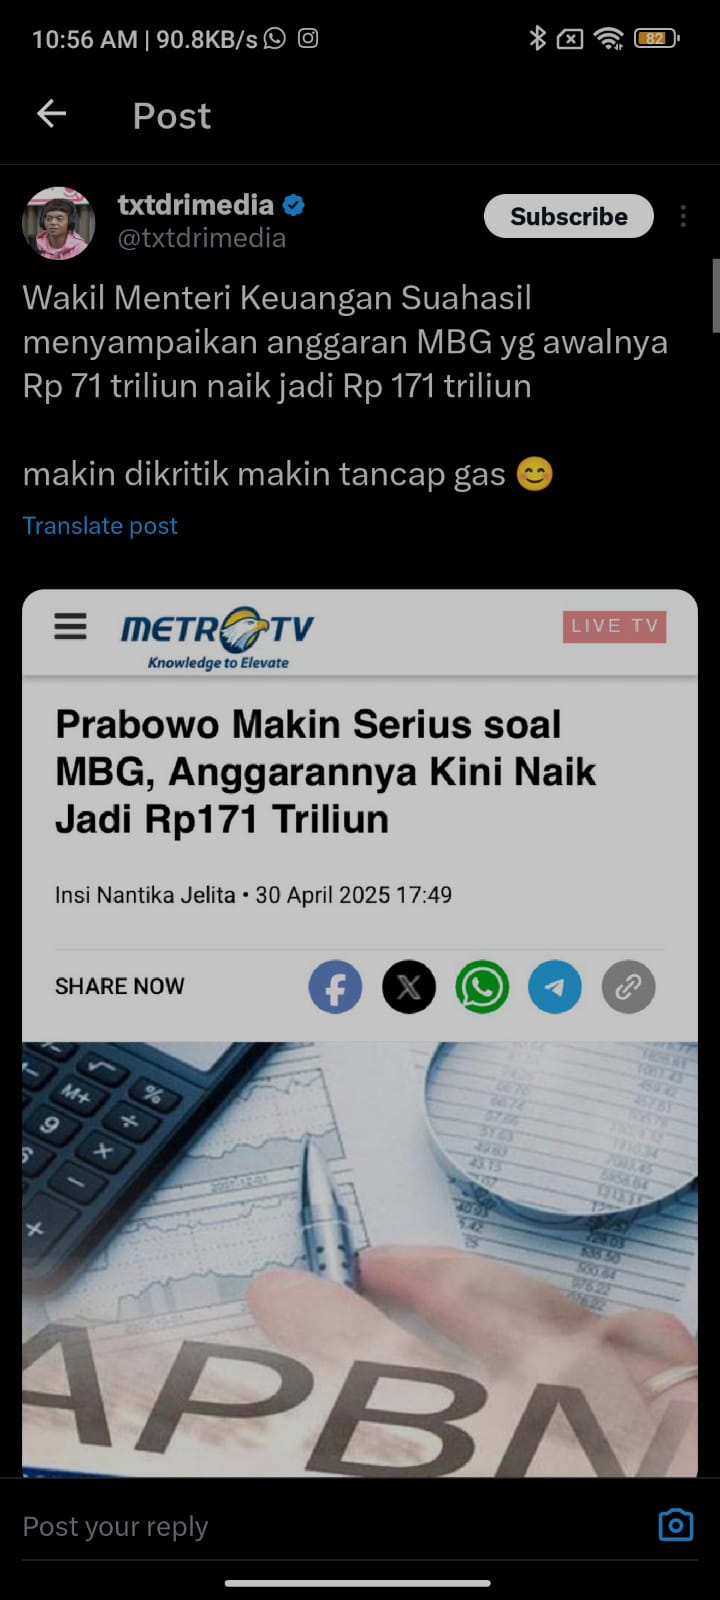 10:56 AM | 90.8KB/s
82
Post
txtdrimedia
@txtdrimedia
Subscribe
Wakil Menteri Keuangan Suahasil
menyampaikan anggaran MBG yg awalnya
Rp 71 triliun naik jadi Rp 171 triliun
makin dikritik makin tancap gas 😊
Translate post
METRO TV
Knowledge to Elevate
LIVE TV
Prabowo Makin Serius soal
MBG, Anggarannya Kini Naik
Jadi Rp171 Triliun
Insi Nantika Jelita • 30 April 2025 17:49
SHARE NOW
M+
%
9
APBN
Post your reply